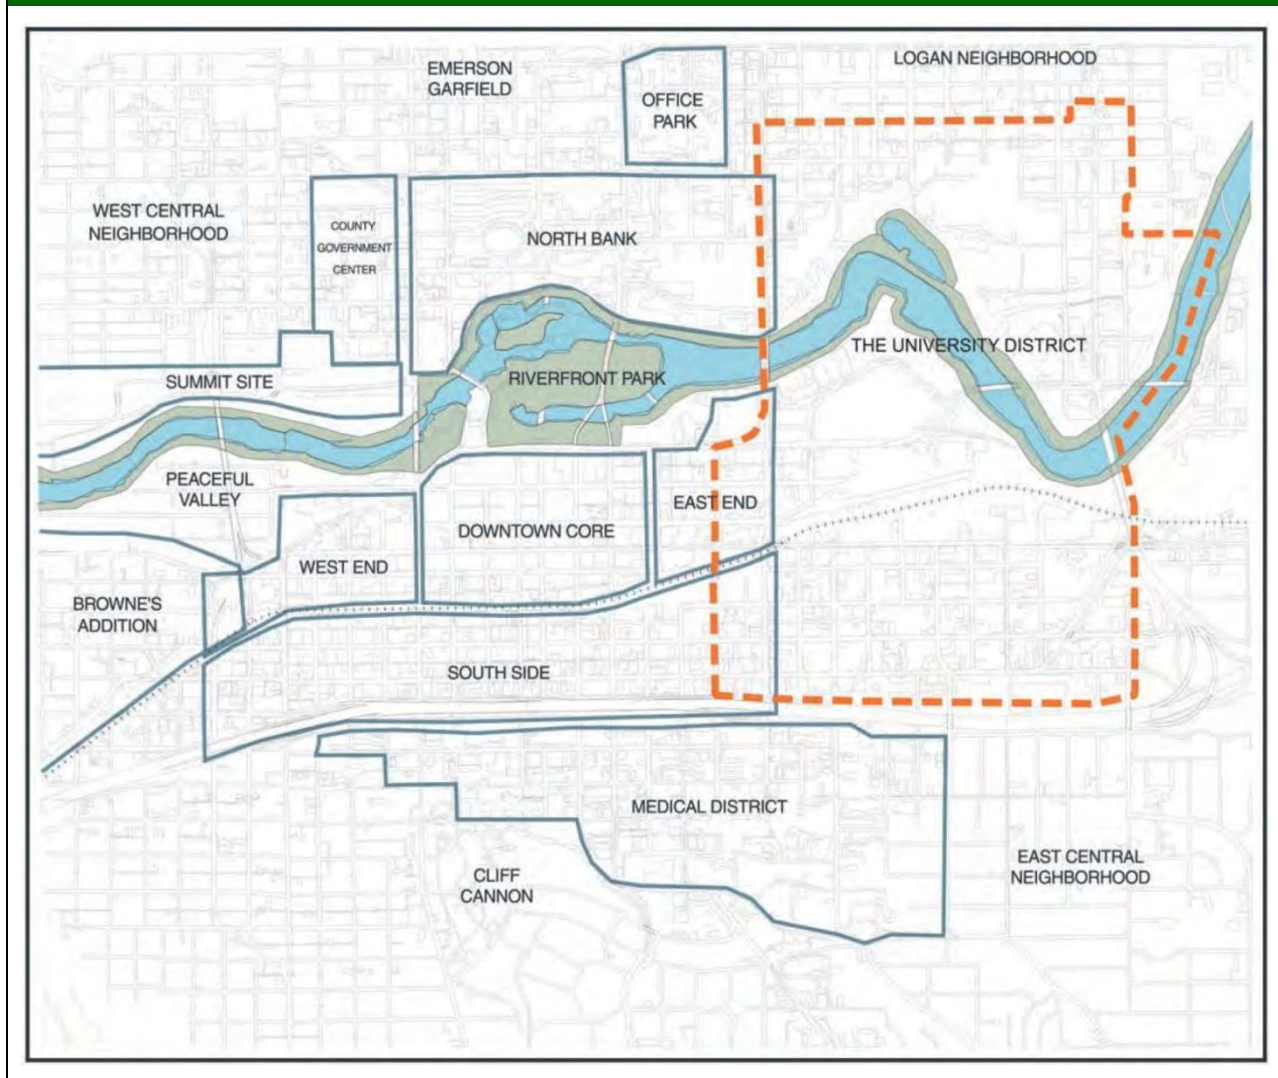 LOGAN NEIGHBORHOOD
EMERSON
GARFIELD
OFFICE
PARK
WEST CENTRAL
NEIGHBORHOOD
COUNTY
GOVERNMENT
CENTER
NORTH BANK
THE UNIVERSITY DISTRICT
SUMMIT SITE
RIVERFRONT PARK
PEACEFUL
VALLEY
EAST END
DOWNTOWN CORE
WEST END
BROWNE'S
ADDITION
SOUTH SIDE
MEDICAL DISTRICT
EAST CENTRAL
NEIGHBORHOOD
CLIFF
CANNON